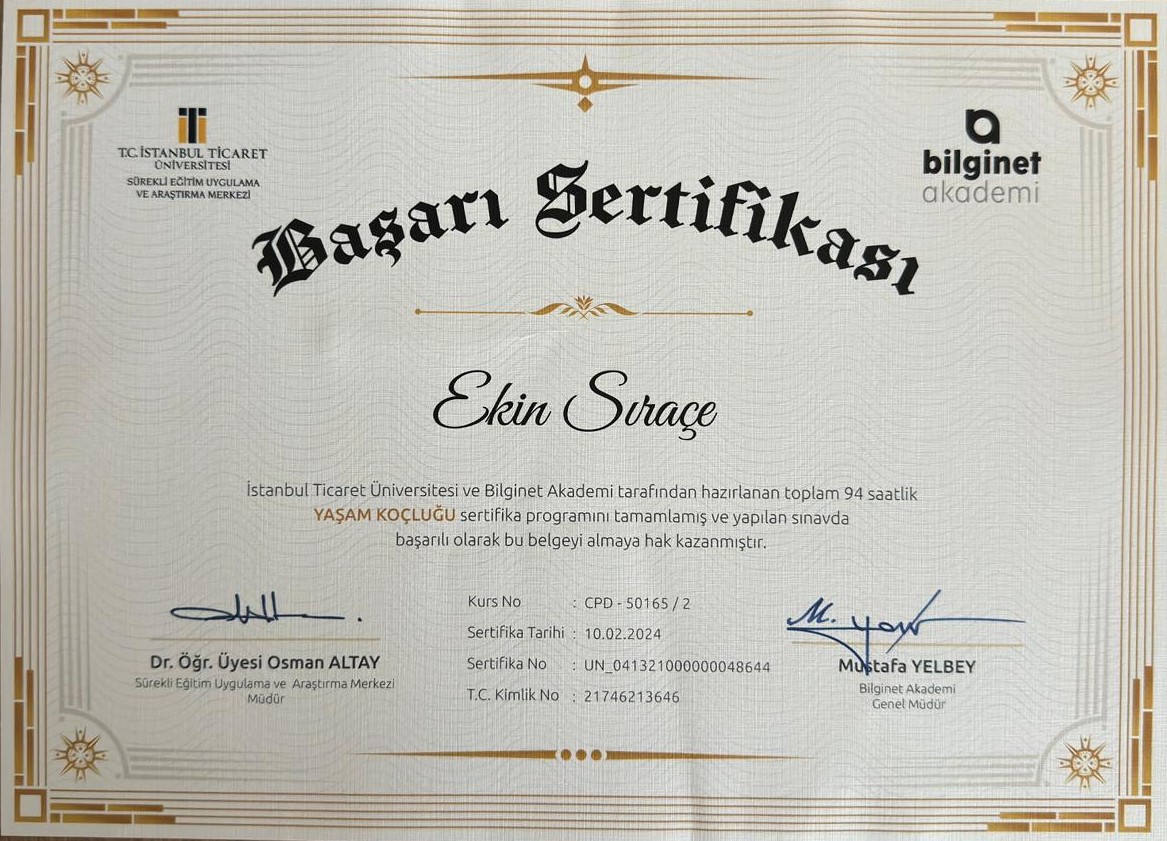 T.C. İSTANBUL TİCARET
ÜNİVERSİTESİ
SÜREKLİ EĞİTİM UYGULAMA
VE ARAŞTIRMA MERKEZİ
bilginet
akademi
Başarı Sertifikası
Ekin Sıraçe
İstanbul Ticaret Üniversitesi ve Bilginet Akademi tarafından hazırlanan toplam 94 saatlik
YAŞAM KOÇLUĞU sertifika programını tamamlamış ve yapılan sınavda
başarılı olarak bu belgeyi almaya hak kazanmıştır.
Kurs No : CPD - 50165 / 2
Sertifika Tarihi : 10.02.2024
Sertifika No : UN_041321000000048644
T.C. Kimlik No : 21746213646
Dr. Öğr. Üyesi Osman ALTAY
Sürekli Eğitim Uygulama ve Araştırma Merkezi
Müdür
Mustafa YELBEY
Bilginet Akademi
Genel Müdür